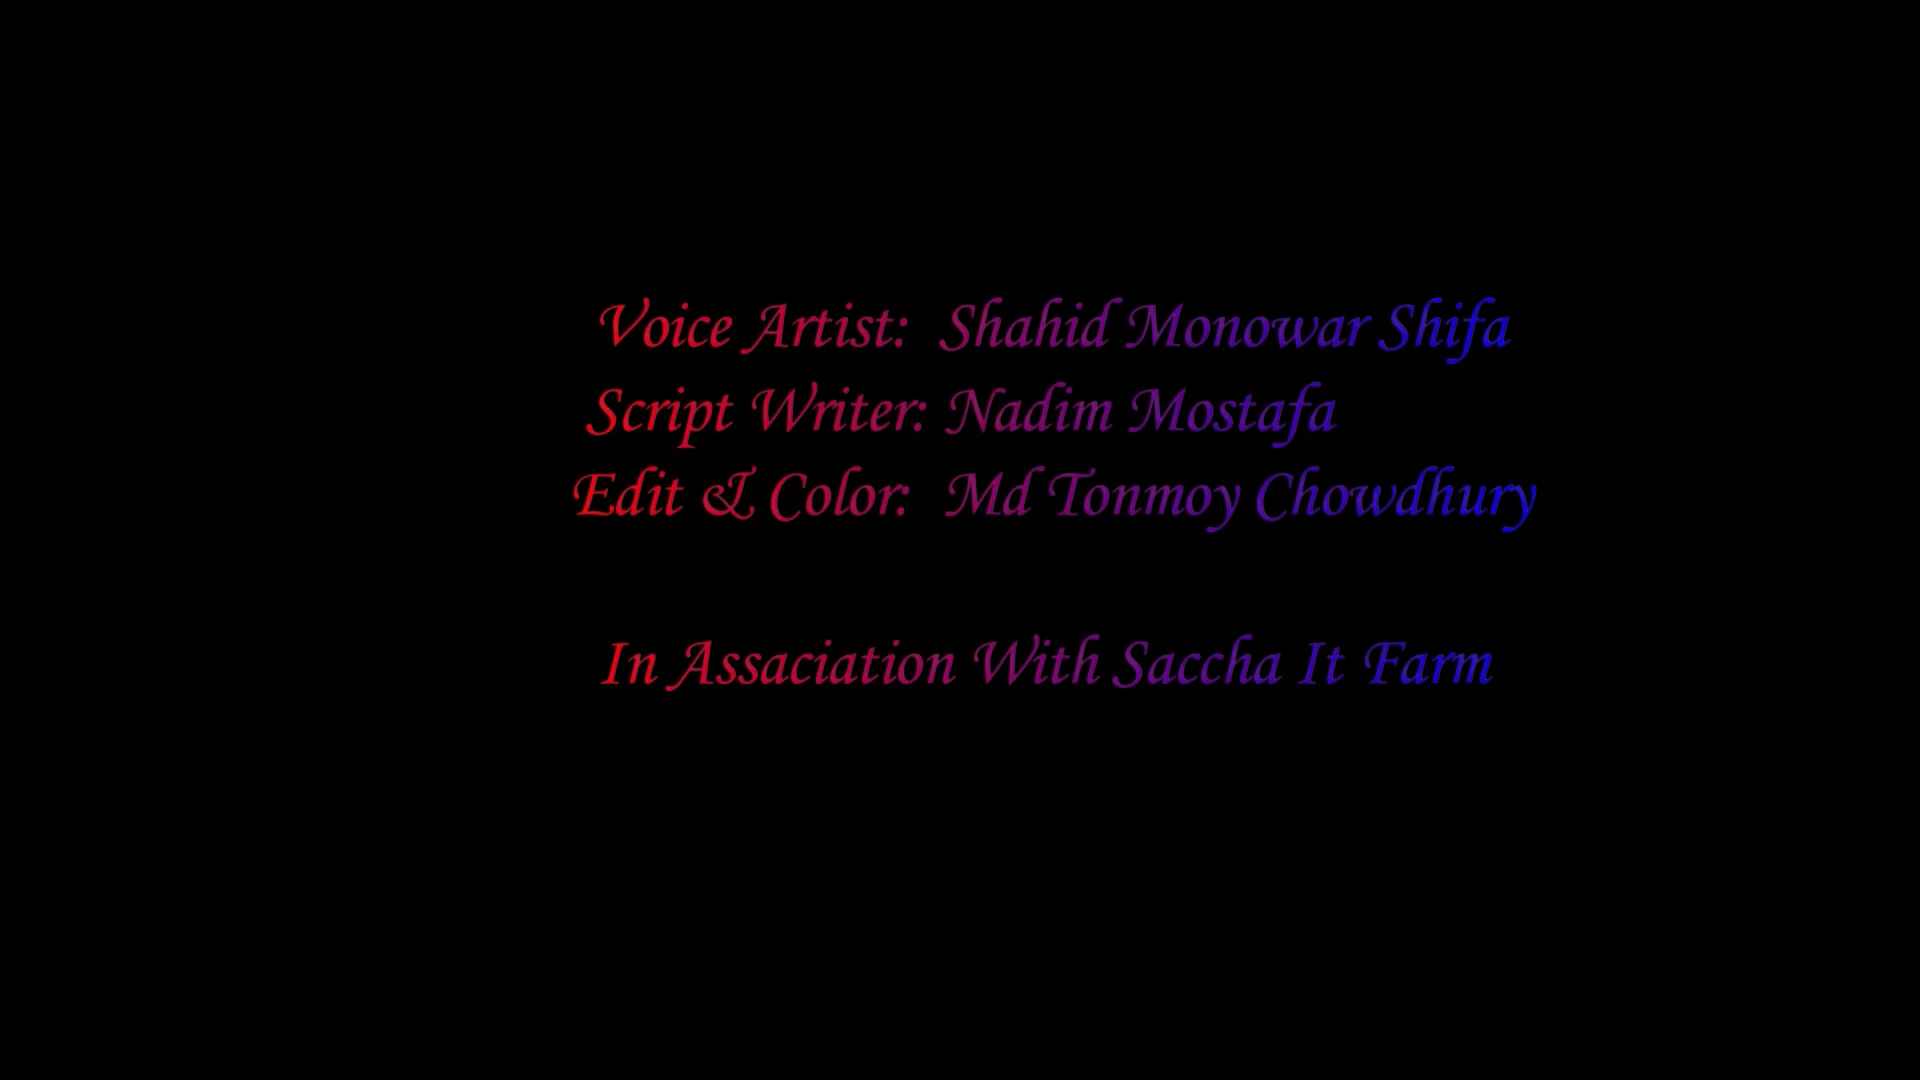 Voice Artist: Shahid Monowar Shifa
Script Writer: Nadim Mostafa
Edit & Color: Md Tonmoy Chowdhury
In Assaciation With Saccha It Farm